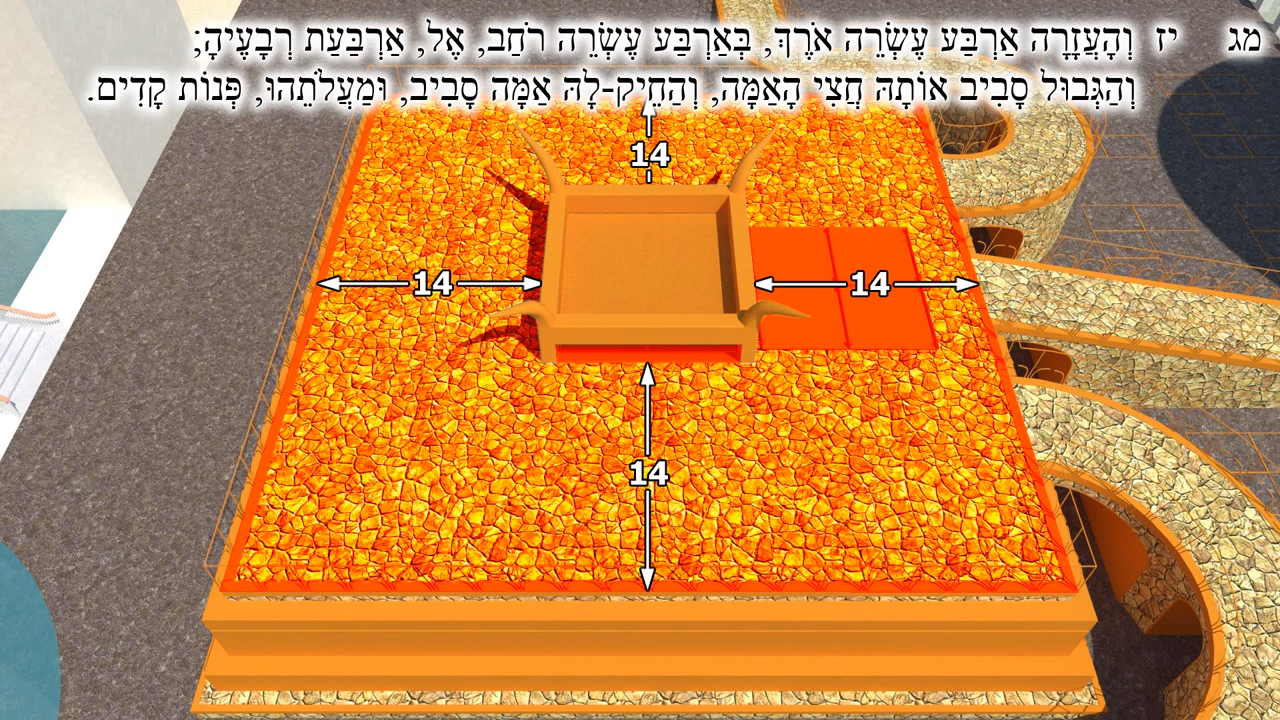 מג יז וְהָעֲזָרָה אַרְבַּע עֶשְׂרֵה אֹרֶךְ, בְּאַרְבַּע עֶשְׂרֵה רֹחַב, אֶל, אַרְבַּעַת רְבָעֶיהָ;
וְהַגְּבוּל סָבִיב אוֹתָהּ חֲצִי הָאַמָּה, וְהַחֵיק-לָהּ אַמָּה סָבִיב, וּמַעֲלֹתֵהוּ, פְּנוֹת קָדִים.
14
14 14
14